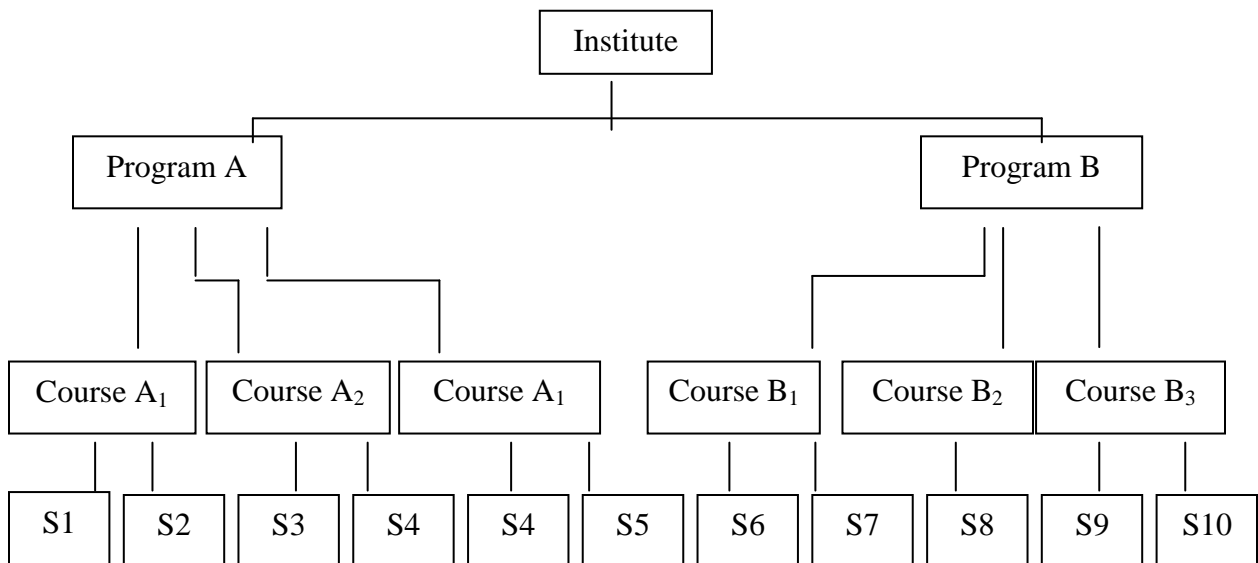 Institute
Program A
Program B
Course A₁
Course A₂
Course A₁
Course B₁
Course B₂
Course B₃
S1
S2
S3
S4
S4
S5
S6
S7
S8
S9
S10